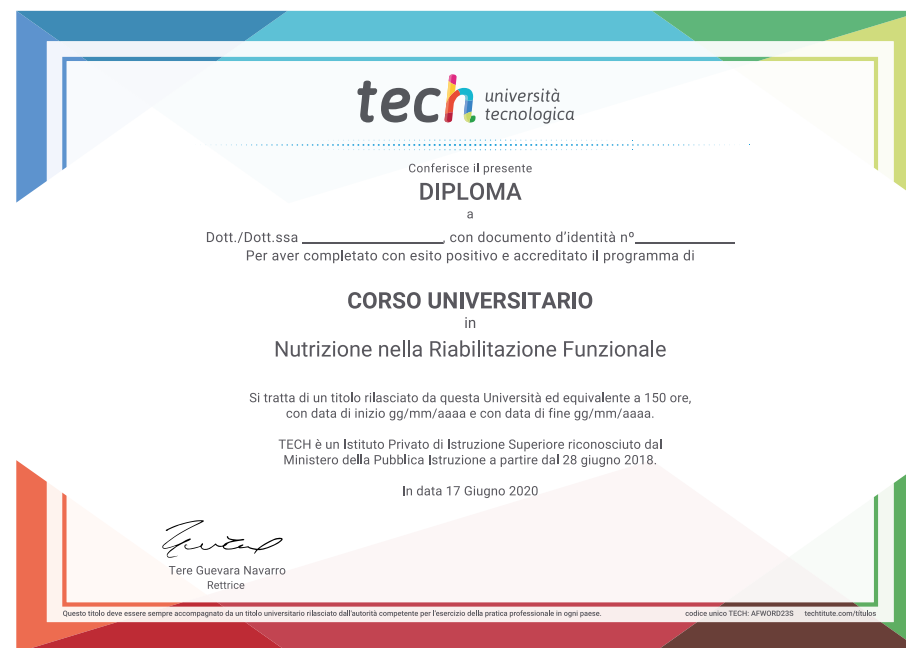 tech università
tecnologica
Conferisce il presente
DIPLOMA
a
Dott./Dott.ssa ________________, con documento d'identità nº____________
Per aver completato con esito positivo e accreditato il programma di
CORSO UNIVERSITARIO
in
Nutrizione nella Riabilitazione Funzionale
Si tratta di un titolo rilasciato da questa Università ed equivalente a 150 ore,
con data di inizio gg/mm/aaaa e con data di fine gg/mm/aaaa.
TECH è un Istituto Privato di Istruzione Superiore riconosciuto dal
Ministero della Pubblica Istruzione a partire dal 28 giugno 2018.
In data 17 Giugno 2020
Tere Guevara Navarro
Rettrice
Questo titolo deve essere sempre accompagnato da un titolo universitario rilasciato dall'autorità competente per l'esercizio della pratica professionale in ogni paese. codice unico TECH: AFWORD23S techtitute.com/títulos